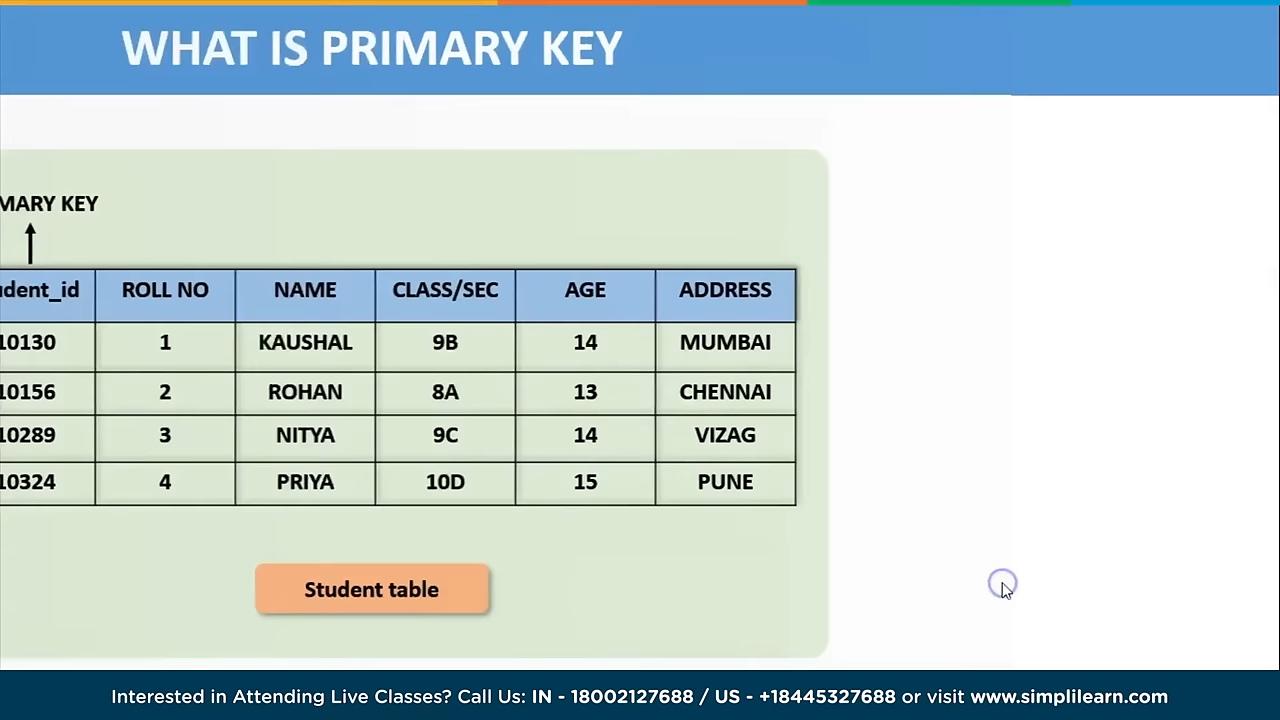 WHAT IS PRIMARY KEY
MARY KEY
udent_id ROLL NO NAME CLASS/SEC AGE ADDRESS
10130 1 KAUSHAL 9B 14 MUMBAI
10156 2 ROHAN 8A 13 CHENNAI
10289 3 NITYA 9C 14 VIZAG
10324 4 PRIYA 10D 15 PUNE
Student table
Interested in Attending Live Classes? Call Us: IN - 18002127688 / US - +18445327688 or visit www.simplilearn.com